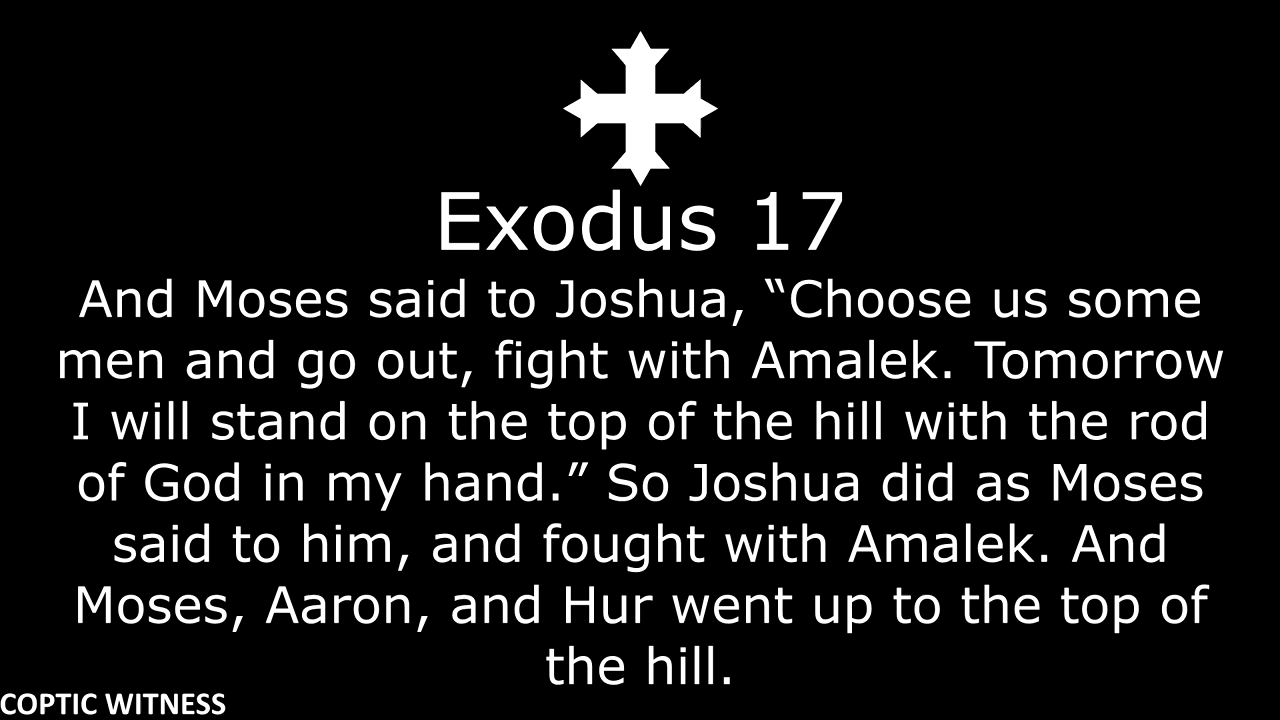 Exodus 17
And Moses said to Joshua, “Choose us some
men and go out, fight with Amalek. Tomorrow
I will stand on the top of the hill with the rod
of God in my hand.” So Joshua did as Moses
said to him, and fought with Amalek. And
Moses, Aaron, and Hur went up to the top of
the hill.
COPTIC WITNESS